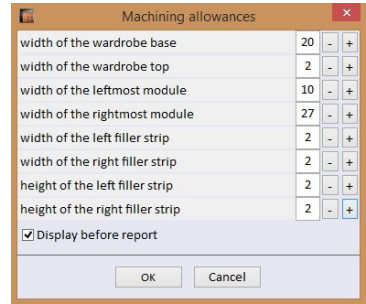 Machining allowances
width of the wardrobe base 20 - +
width of the wardrobe top 2 - +
width of the leftmost module 10 - +
width of the rightmost module 27 - +
width of the left filler strip 2 - +
width of the right filler strip 2 - +
height of the left filler strip 2 - +
height of the right filler strip 2 - +
Display before report
OK Cancel